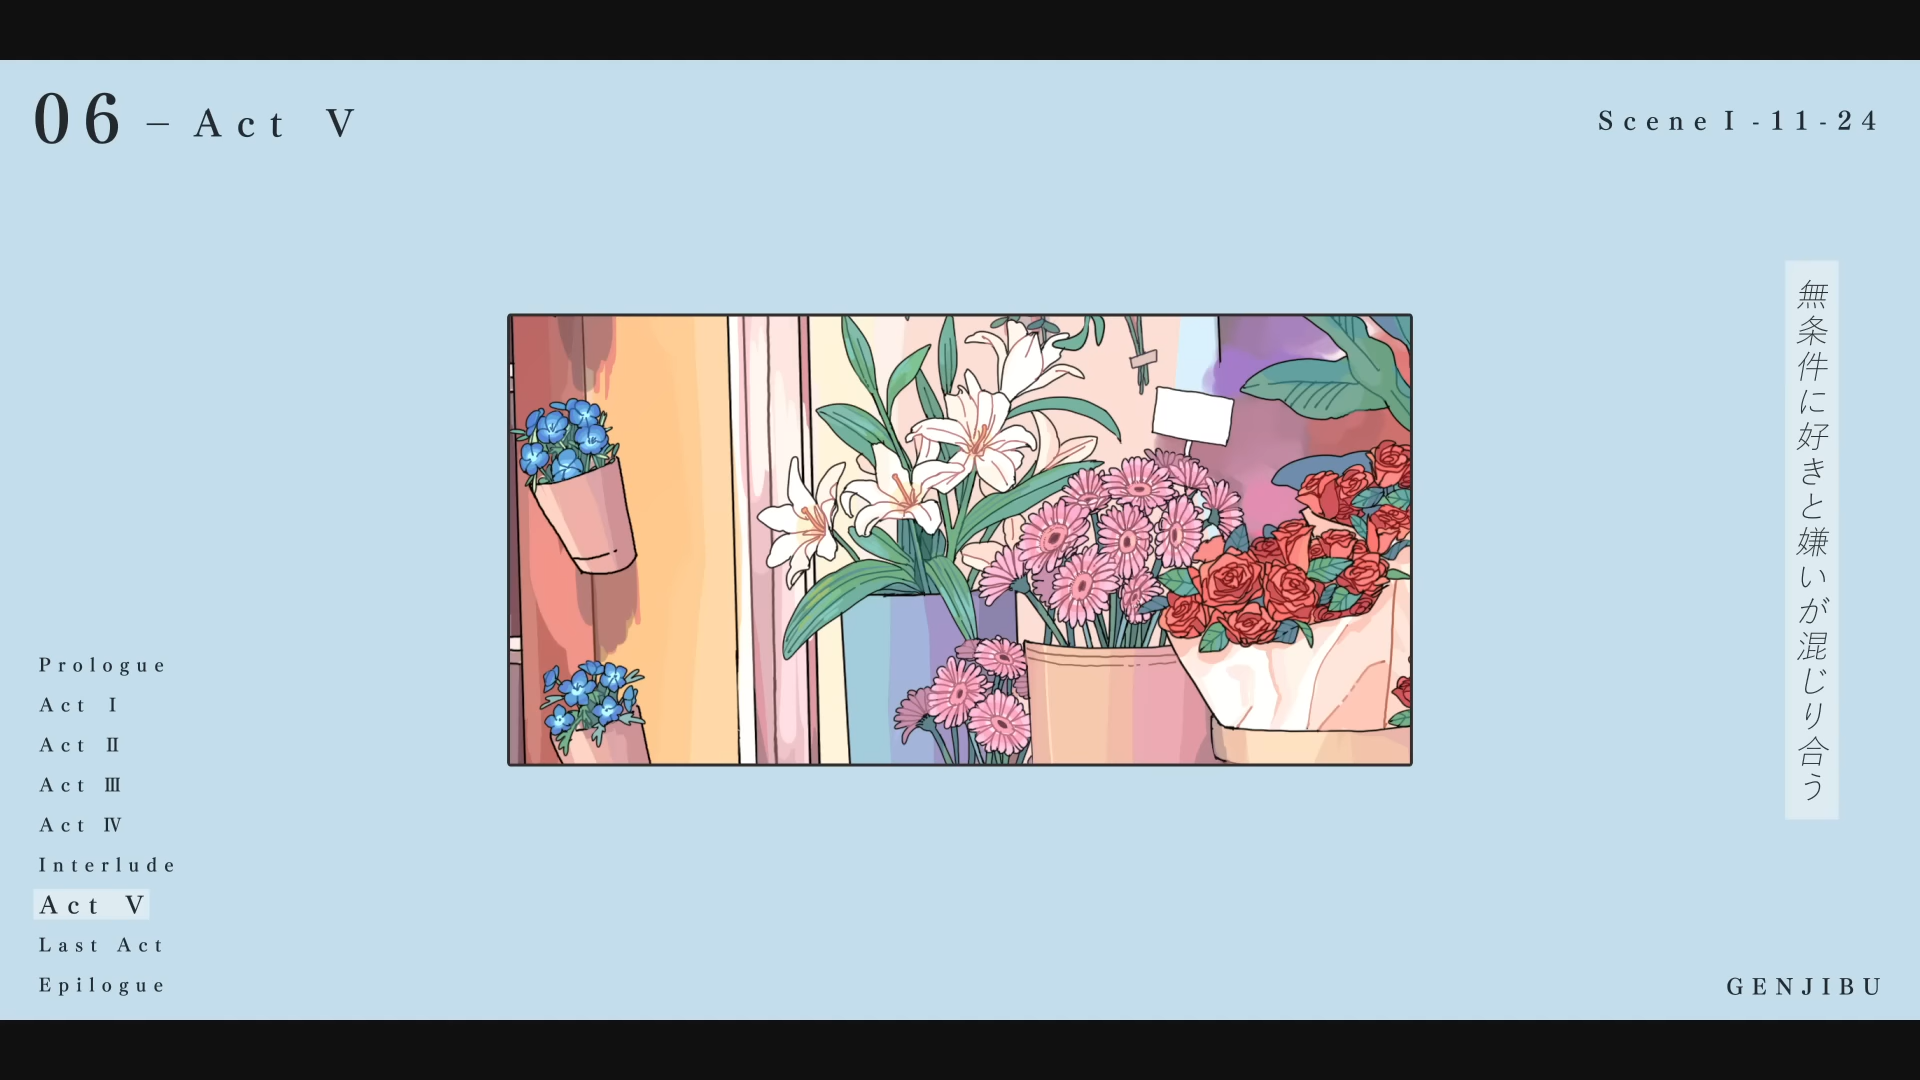 06 – Act V
Scene I -11-24
無条件に好きと嫌いが混じり合う
Prologue
Act Ⅰ
Act Ⅱ
Act Ⅲ
Act Ⅳ
Interlude
Act V
Last Act
Epilogue
GENJIBU